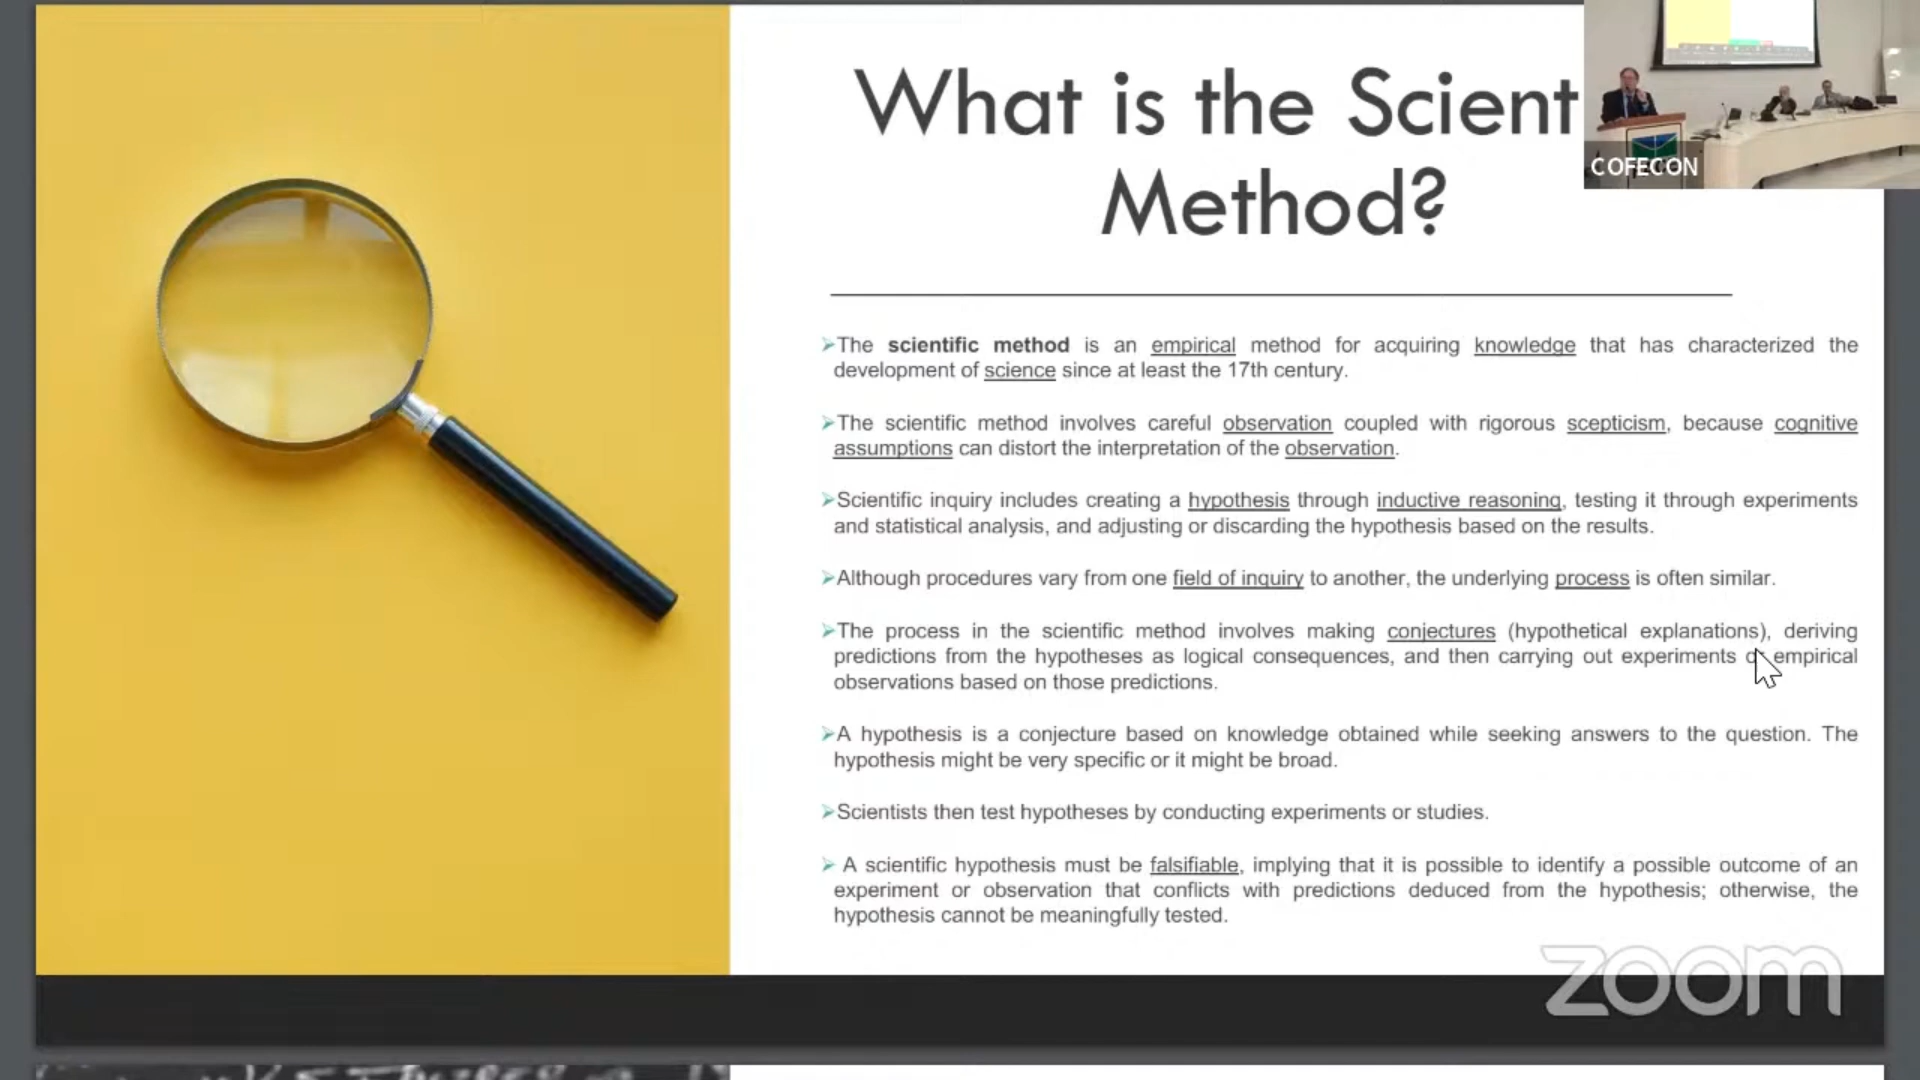 What is the Scient
Method?
COFECON
➢The scientific method is an empirical method for acquiring knowledge that has characterized the
development of science since at least the 17th century.
➢The scientific method involves careful observation coupled with rigorous scepticism, because cognitive
assumptions can distort the interpretation of the observation.
➢Scientific inquiry includes creating a hypothesis through inductive reasoning, testing it through experiments
and statistical analysis, and adjusting or discarding the hypothesis based on the results.
➢Although procedures vary from one field of inquiry to another, the underlying process is often similar.
➢The process in the scientific method involves making conjectures (hypothetical explanations), deriving
predictions from the hypotheses as logical consequences, and then carrying out experiments or empirical
observations based on those predictions.
➢A hypothesis is a conjecture based on knowledge obtained while seeking answers to the question. The
hypothesis might be very specific or it might be broad.
➢Scientists then test hypotheses by conducting experiments or studies.
➢ A scientific hypothesis must be falsifiable, implying that it is possible to identify a possible outcome of an
experiment or observation that conflicts with predictions deduced from the hypothesis; otherwise, the
hypothesis cannot be meaningfully tested.
zoom